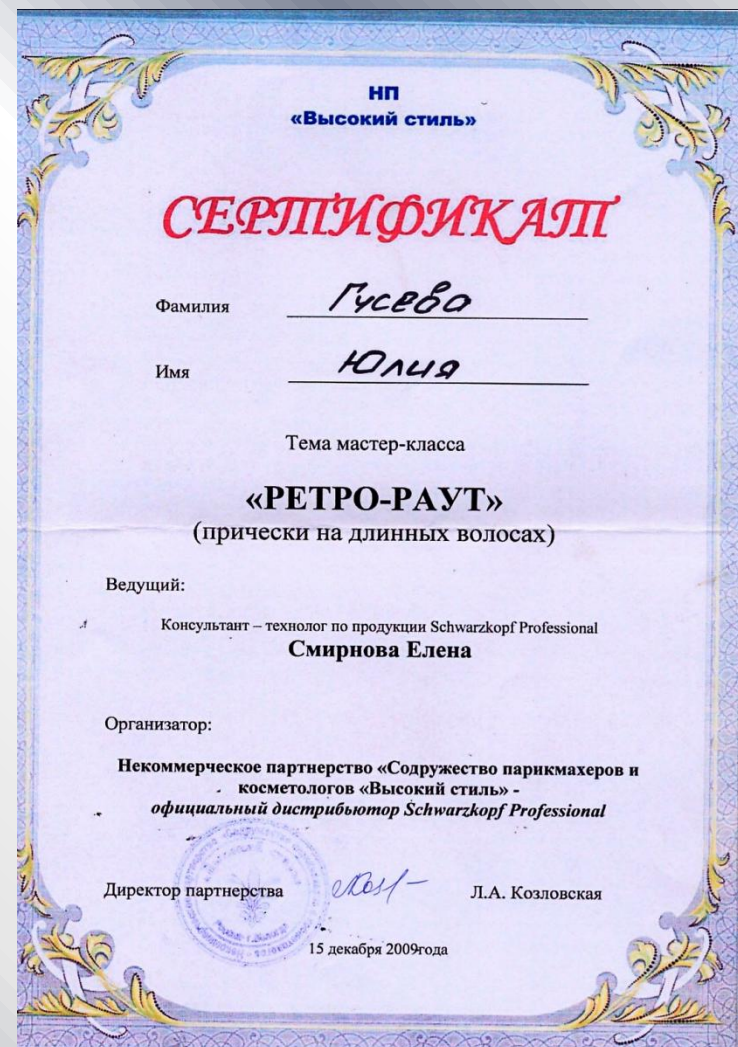 НП
«Высокий стиль»
СЕРТИФИКАТ
Фамилия Гусева
Имя Юлия
Тема мастер-класса
«РЕТРО-РАУТ»
(прически на длинных волосах)
Ведущий:
Консультант – технолог по продукции Schwarzkopf Professional
Смирнова Елена
Организатор:
Некоммерческое партнерство «Содружество парикмахеров и
косметологов «Высокий стиль» -
официальный дистрибьютор Schwarzkopf Professional
Директор партнерства Л.А. Козловская
15 декабря 2009года